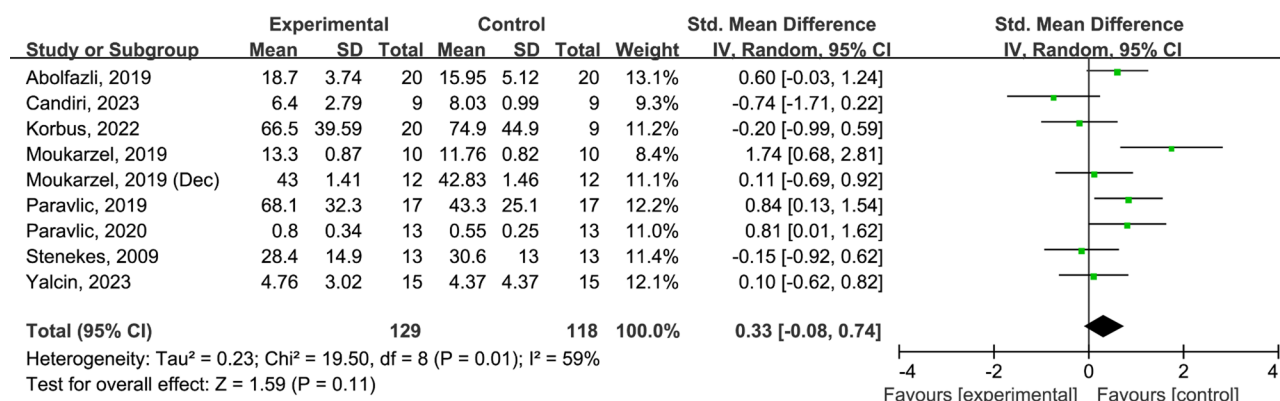 Experimental Control Std. Mean Difference Std. Mean Difference
Study or Subgroup Mean SD Total Mean SD Total Weight IV, Random, 95% CI IV, Random, 95% CI
Abolfazli, 2019 18.7 3.74 20 15.95 5.12 20 13.1% 0.60 [-0.03, 1.24]
Candiri, 2023 6.4 2.79 9 8.03 0.99 9 9.3% -0.74 [-1.71, 0.22]
Korbus, 2022 66.5 39.59 20 74.9 44.9 9 11.2% -0.20 [-0.99, 0.59]
Moukarzel, 2019 13.3 0.87 10 11.76 0.82 10 8.4% 1.74 [0.68, 2.81]
Moukarzel, 2019 (Dec) 43 1.41 12 42.83 1.46 12 11.1% 0.11 [-0.69, 0.92]
Paravlic, 2019 68.1 32.3 17 43.3 25.1 17 12.2% 0.84 [0.13, 1.54]
Paravlic, 2020 0.8 0.34 13 0.55 0.25 13 11.0% 0.81 [0.01, 1.62]
Stenekes, 2009 28.4 14.9 13 30.6 13 13 11.4% -0.15 [-0.92, 0.62]
Yalcin, 2023 4.76 3.02 15 4.37 4.37 15 12.1% 0.10 [-0.62, 0.82]
Total (95% CI) 129 118 100.0% 0.33 [-0.08, 0.74]
Heterogeneity: Tau² = 0.23; Chi² = 19.50, df = 8 (P = 0.01); I² = 59%
Test for overall effect: Z = 1.59 (P = 0.11)
-4 -2 0 2 4
Favours [experimental] Favours [control]